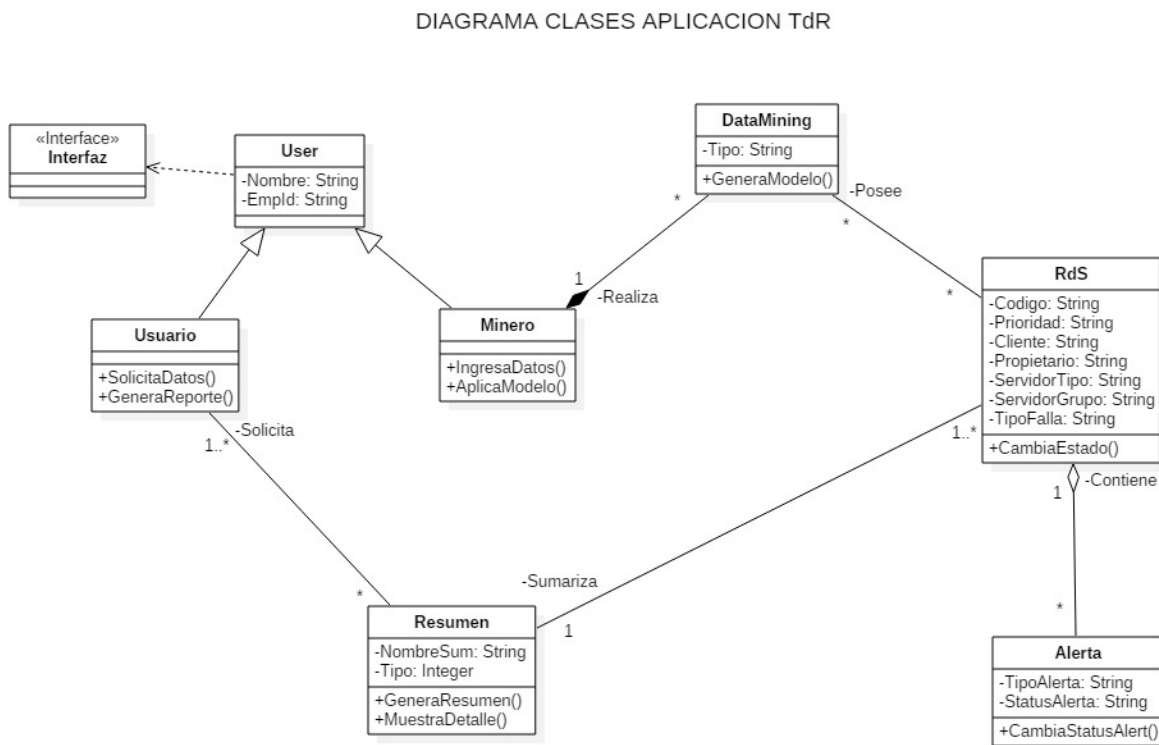 DIAGRAMA CLASES APLICACION TdR
«Interface»
Interfaz
User
-Nombre: String
-EmpId: String
DataMining
-Tipo: String
+GeneraModelo()
*
-Posee
*
1
-Realiza
*
RdS
-Codigo: String
-Prioridad: String
-Cliente: String
-Propietario: String
-ServidorTipo: String
-ServidorGrupo: String
-TipoFalla: String
+CambiaEstado()
Usuario
+SolicitaDatos()
+GeneraReporte()
Minero
+IngresaDatos()
+AplicaModelo()
-Solicita
1..*
1..*
1
-Contiene
-Sumariza
*
1
*
Resumen
-NombreSum: String
-Tipo: Integer
+GeneraResumen()
+MuestraDetalle()
Alerta
-TipoAlerta: String
-StatusAlerta: String
+CambiaStatusAlert()